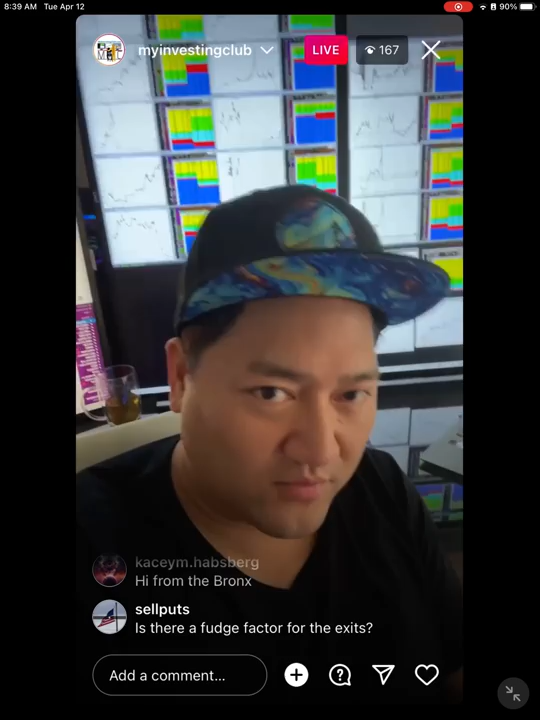 8:39 AM Tue Apr 12
90%
myinvestingclub
LIVE
167
kaceym.habsberg
Hi from the Bronx
sellputs
Is there a fudge factor for the exits?
Add a comment...